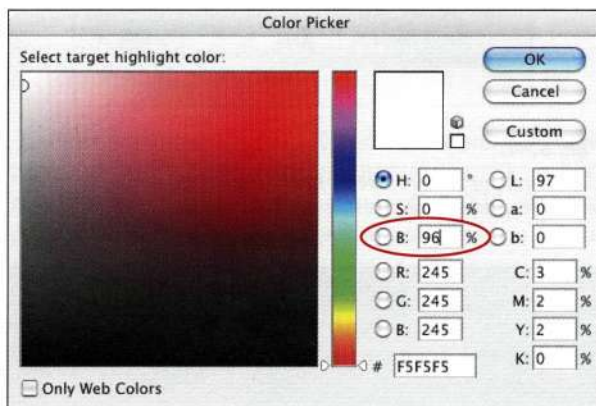 Color Picker
Select target highlight color:
OK
Cancel
Custom
H: 0 °
S: 0 %
B: 96 %
L: 97
a: 0
b: 0
R: 245
G: 245
B: 245
# F5F5F5
C: 3 %
M: 2 %
Y: 2 %
K: 0 %
Only Web Colors